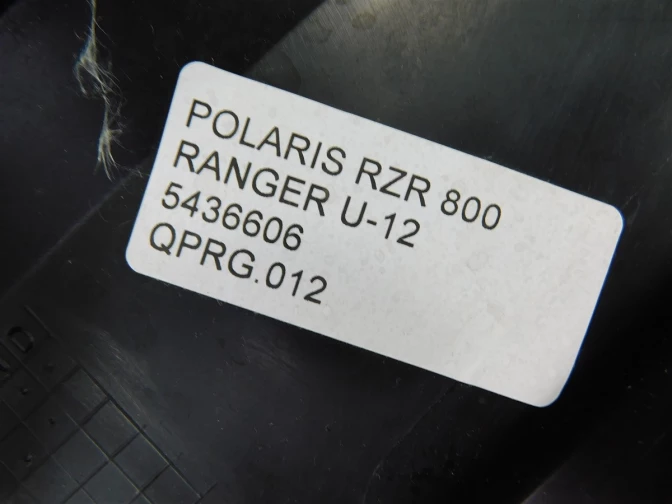 POLARIS RZR 800
RANGER U-12
5436606
QPRG.012